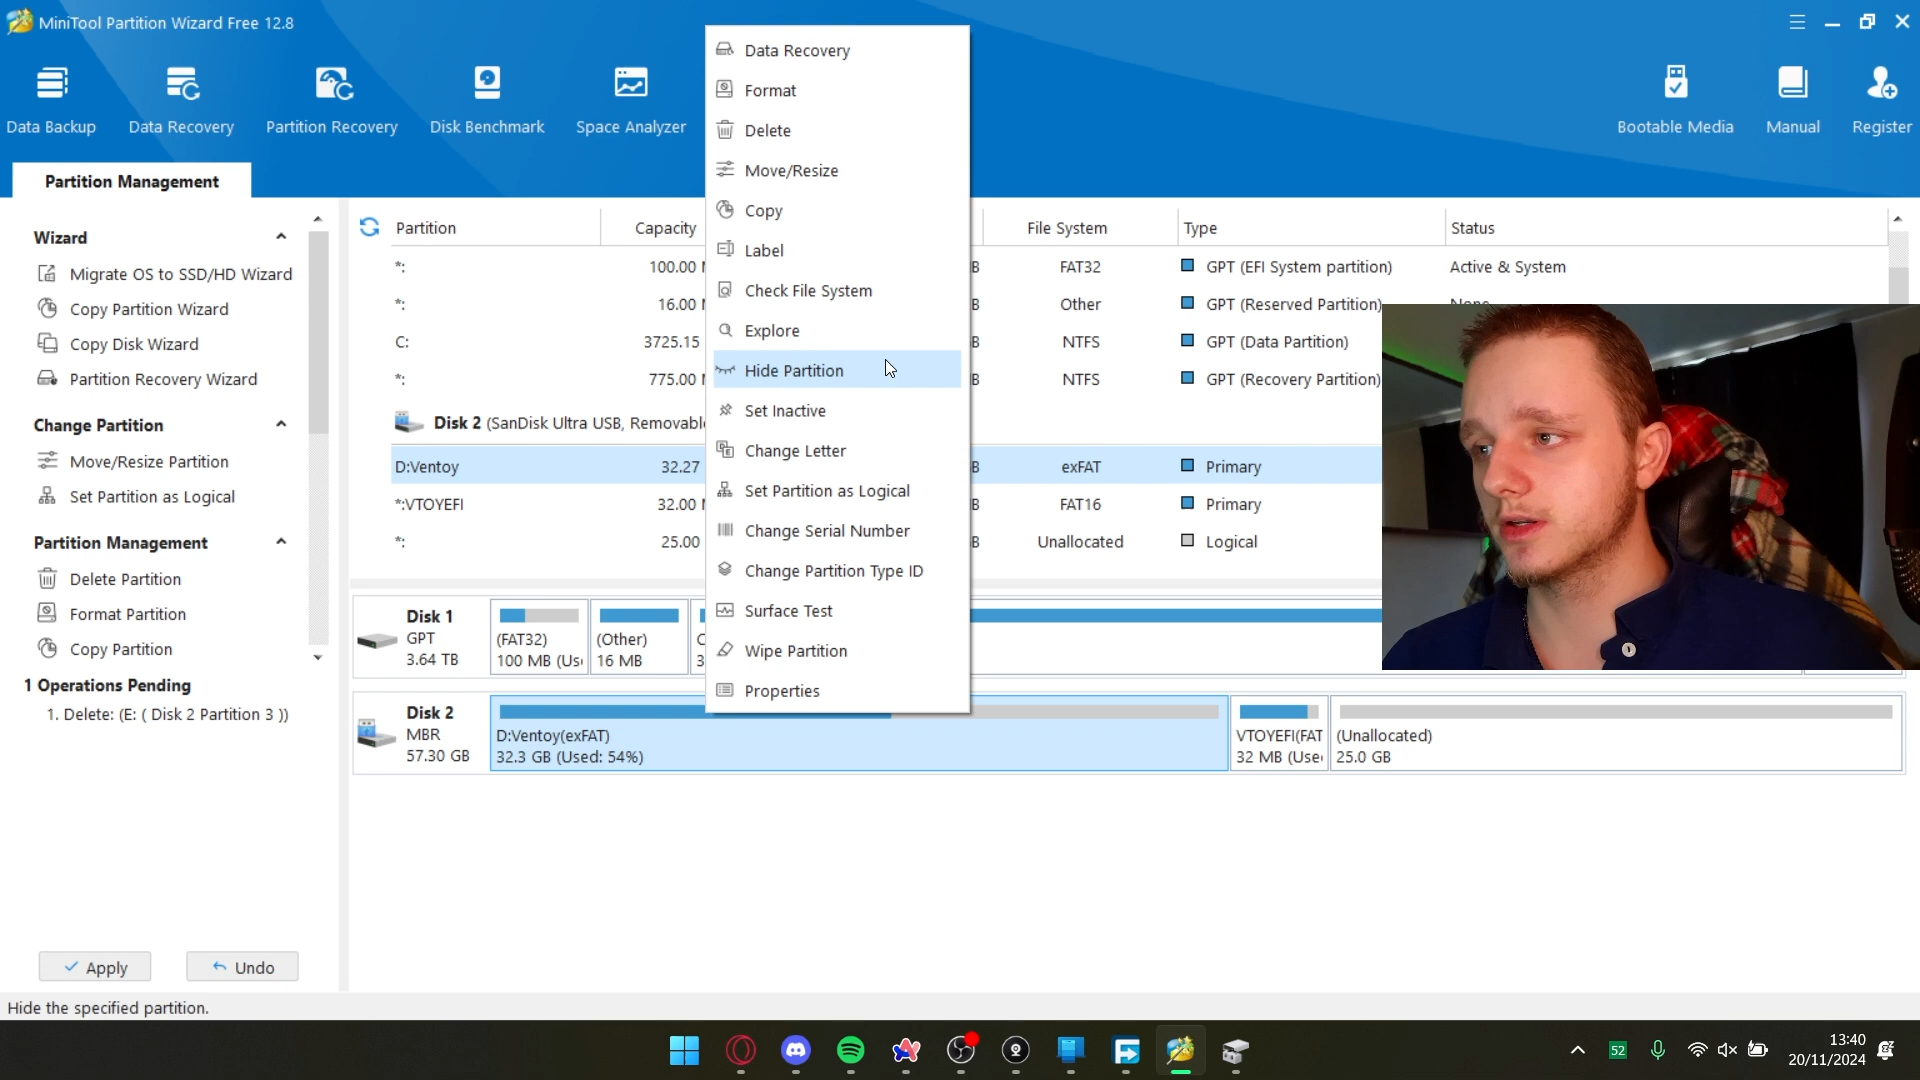 MiniTool Partition Wizard Free 12.8
Data Backup
Data Recovery
Partition Recovery
Disk Benchmark
Space Analyzer
Bootable Media
Manual
Register
Partition Management
Wizard
Migrate OS to SSD/HD Wizard
Copy Partition Wizard
Copy Disk Wizard
Partition Recovery Wizard
Change Partition
Move/Resize Partition
Set Partition as Logical
Partition Management
Delete Partition
Format Partition
Copy Partition
1 Operations Pending
1. Delete: (E: ( Disk 2 Partition 3 ))
Apply
Undo
Hide the specified partition.
Data Recovery
Format
Delete
Move/Resize
Copy
Label
Check File System
Explore
Hide Partition
Set Inactive
Change Letter
Set Partition as Logical
Change Serial Number
Change Partition Type ID
Surface Test
Wipe Partition
Properties
Partition Capacity File System Type Status
*: 100.00 B FAT32 GPT (EFI System partition) Active & System
*: 16.00 B Other GPT (Reserved Partition)
C: 3725.15 NTFS GPT (Data Partition)
*: 775.00 NTFS GPT (Recovery Partition)
Disk 2 (SanDisk Ultra USB,
D:Ventoy 32.27 B exFAT Primary
*:VTOYEFI 32.00 B FAT16 Primary
*: 25.00 B Unallocated Logical
Disk 1
GPT
3.64 TB
(FAT32)
100 MB
(Other)
16 MB
Disk 2
MBR
57.30 GB
D:Ventoy(exFAT)
32.3 GB (Used: 54%)
VTOYEFI(FAT
32 MB
(Unallocated)
25.0 GB
52
13:40
20/11/2024